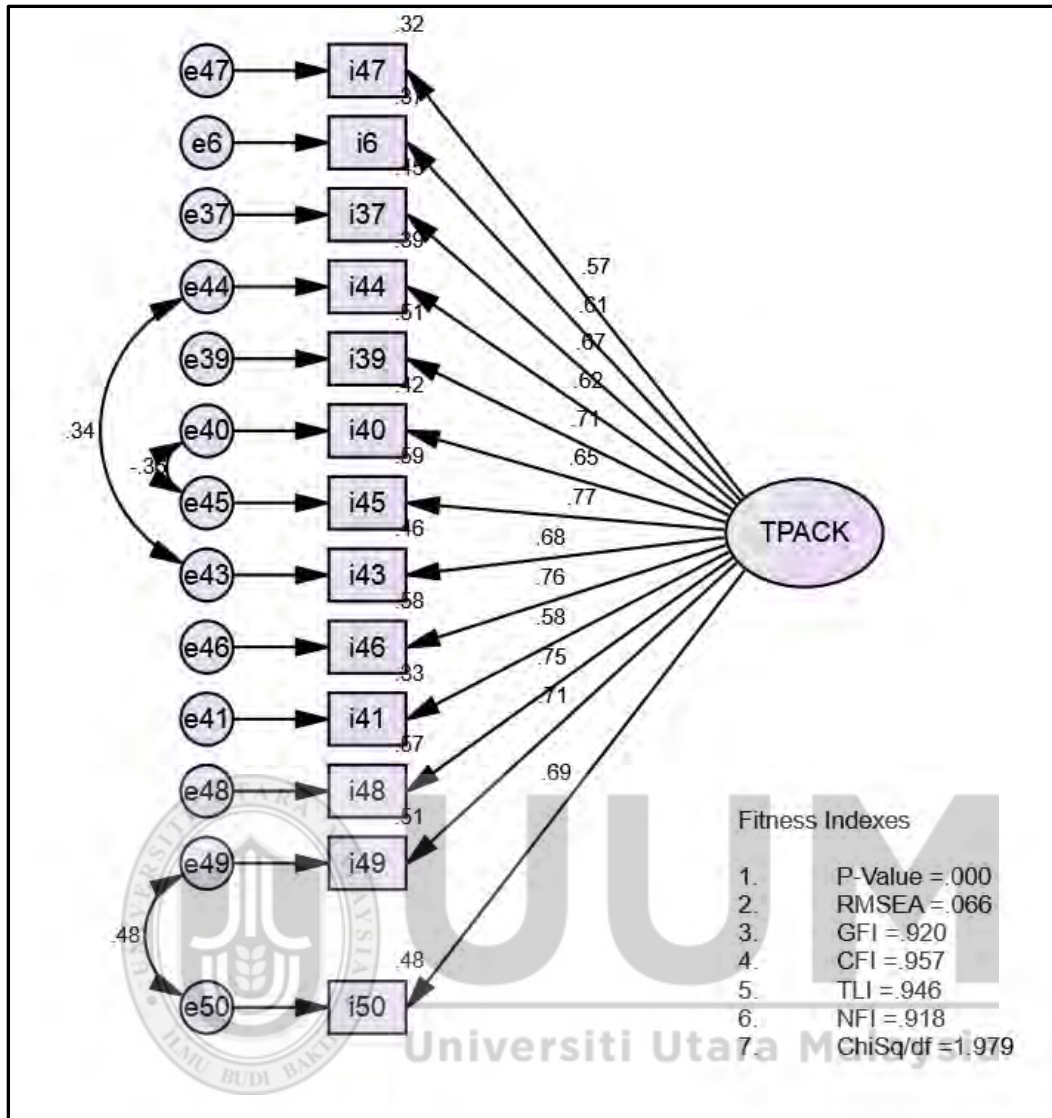 .32
e47 i47
.37
e6 i6
.45
e37 i37
.39
e44 i44
.51
e39 i39
.42
e40 i40
.59
e45 i45
.46
e43 i43
.58
e46 i46
.33
e41 i41
.57
e48 i48
.51
e49 i49
.48
e50 i50
.34
.48
.57
.61
.67
.62
.71
.65
.77
.68
.76
.58
.75
.71
.69
TPACK
Fitness Indexes
1. P-Value =.000
2. RMSEA =.066
3. GFI =.920
4. CFI =.957
5. TLI =.946
6. NFI =.918
7. ChiSq/df =1.979
UUM
Universiti Utara Malaysia
ILMU BUDI BAKTI